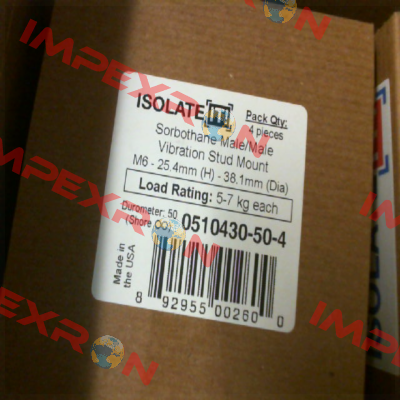 IMPEXRON
ISOLATE IT
Pack Qty:
4 pieces
Sorbothane Male/Male
Vibration Stud Mount
M6 - 25.4mm (H) - 38.1mm (Dia)
Load Rating: 5-7 kg each
Durometer: 50
(Shore OO)
0510430-50-4
Made in
the USA
8 92955 00260 0
IMPEXRON